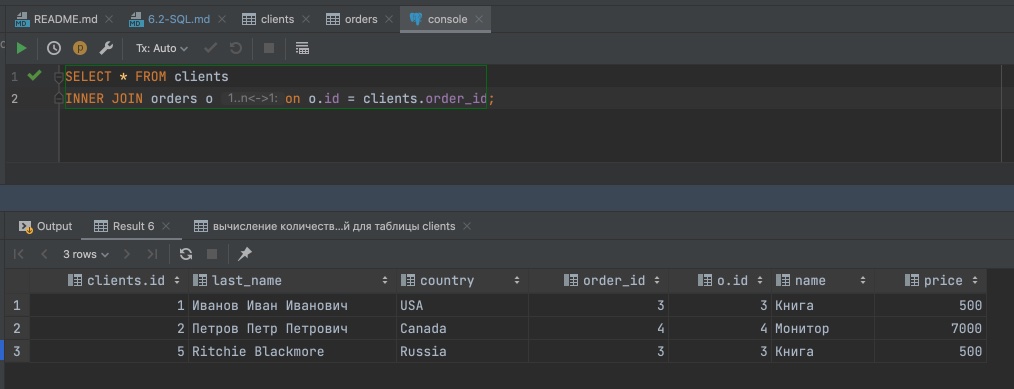 README.md 6.2-SQL.md clients orders console
Tx: Auto
1 SELECT * FROM clients
2 INNER JOIN orders o 1..n<->1: on o.id = clients.order_id;
Output Result 6 вычисление количеств...й для таблицы clients
3 rows
clients.id last_name country order_id o.id name price
1 1 Иванов Иван Иванович USA 3 3 Книга 500
2 2 Петров Петр Петрович Canada 4 4 Монитор 7000
3 5 Ritchie Blackmore Russia 3 3 Книга 500